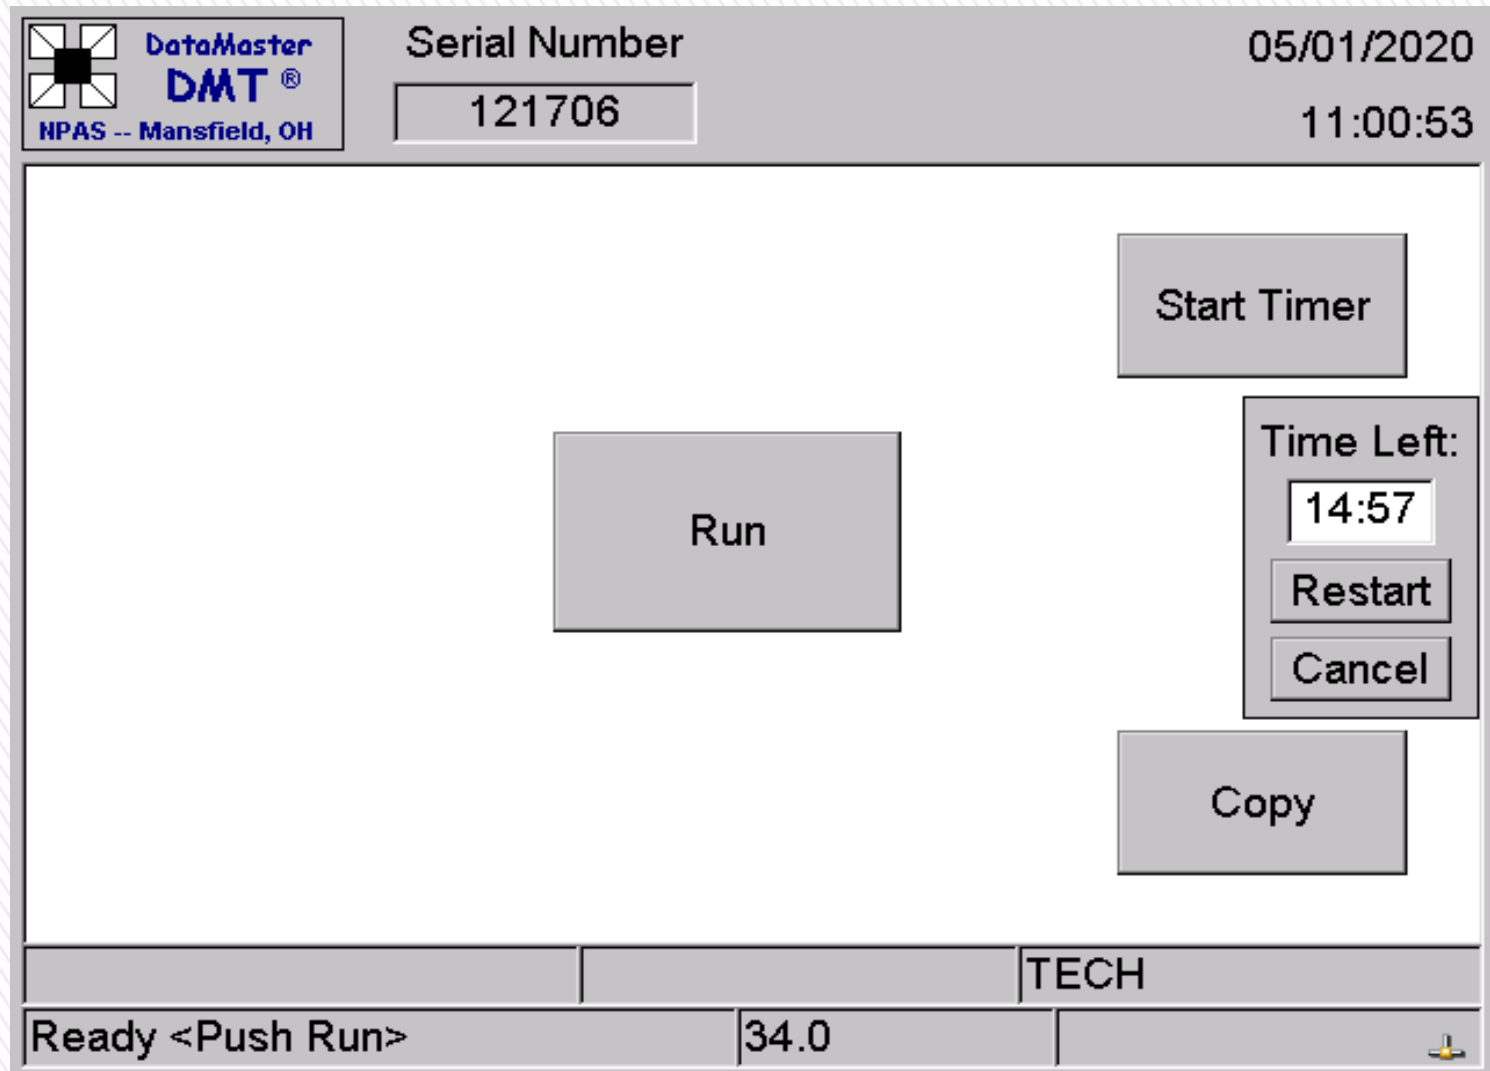 DataMaster
DMT ®
NPAS -- Mansfield, OH
Serial Number
121706
05/01/2020
11:00:53
Start Timer
Time Left:
14:57
Restart
Cancel
Run
Copy
TECH
Ready <Push Run>
34.0